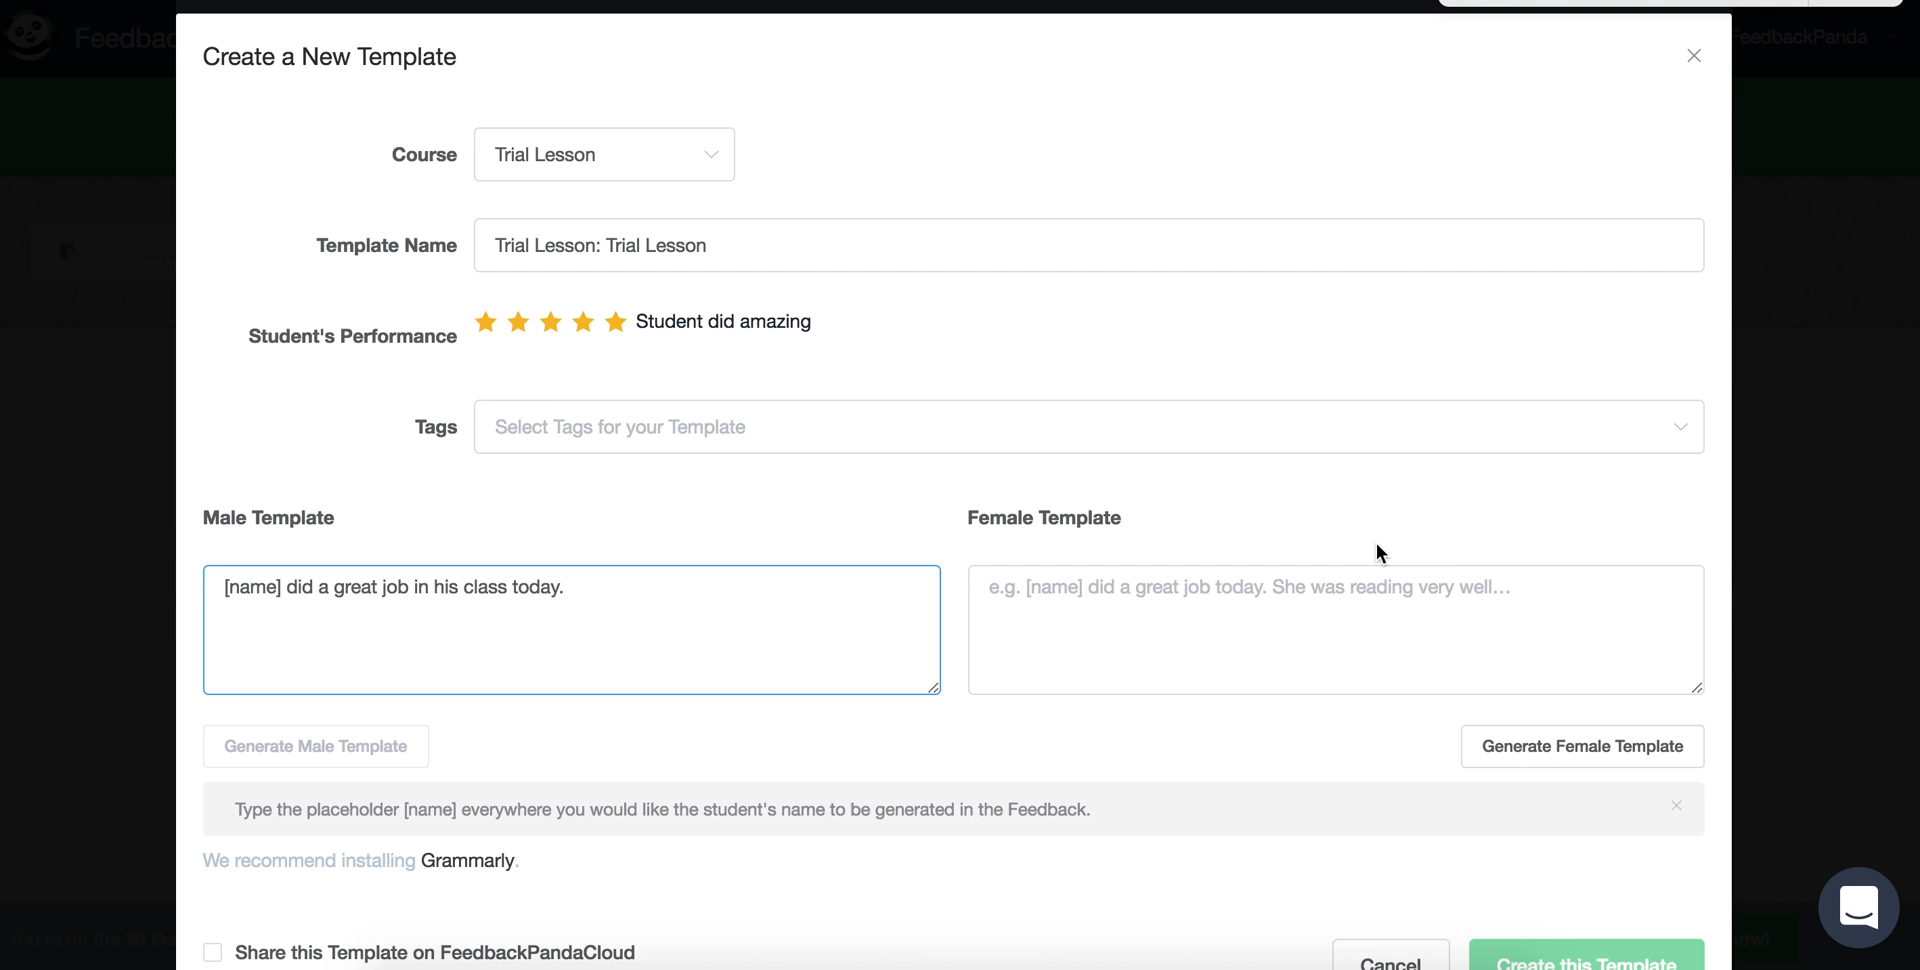 Feedbac
FeedbackPanda
Create a New Template
Course
Trial Lesson
Template Name
Trial Lesson: Trial Lesson
Student's Performance
Student did amazing
Tags
Select Tags for your Template
Male Template
Female Template
[name] did a great job in his class today.
e.g. [name] did a great job today. She was reading very well...
Generate Male Template
Generate Female Template
Type the placeholder [name] everywhere you would like the student's name to be generated in the Feedback.
We recommend installing Grammarly.
Share this Template on FeedbackPandaCloud
Cancel
Create this Template